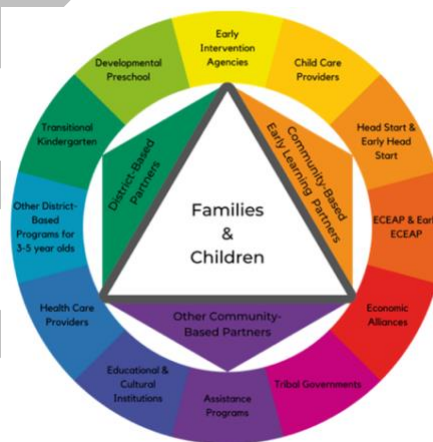 Early
Intervention
Agencies
Child Care
Providers
Head Start &
Early Head
Start
ECEAP & Early
ECEAP
Economic
Alliances
Tribal Governments
Assistance
Programs
Educational &
Cultural
Institutions
Health Care
Providers
Other District-
Based
Programs for
3-5 year olds
Transitional
Kindergarten
Developmental
Preschool
District-Based
Partners
Community-Based
Early Learning Partners
Other Community-
Based Partners
Families
&
Children